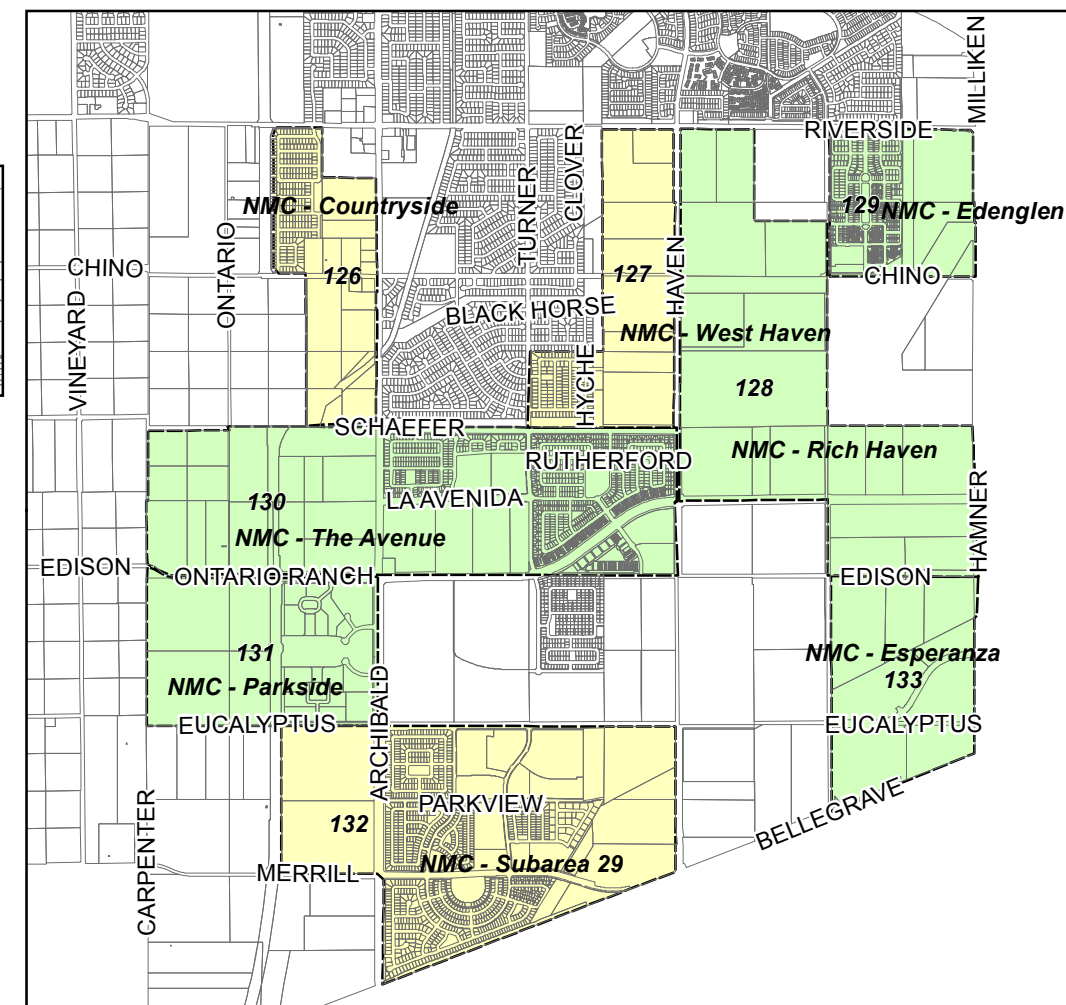 MILLIKEN
RIVERSIDE
CLOVER
TURNER
NMC - Countryside
129
NMC - Edenglen
ONTARIO
VINEYARD
CHINO
126
127
HAVEN
CHINO
BLACK HORSE
NMC - West Haven
HYCHE
128
SCHAEFER
NMC - Rich Haven
RUTHERFORD
LA AVENIDA
130
NMC - The Avenue
HAMNER
EDISON
ONTARIO RANCH
EDISON
131
NMC - Esperanza
133
NMC - Parkside
ARCHIBALD
EUCALYPTUS
EUCALYPTUS
PARKVIEW
132
BELLEGRAVE
CARPENTER
MERRILL
NMC - Subarea 29